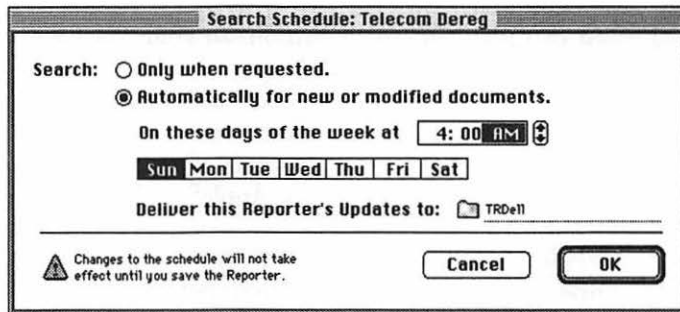 Search Schedule: Telecom Dereg
Search: Only when requested.
Automatically for new or modified documents.
On these days of the week at 4:00 AM
Sun Mon Tue Wed Thu Fri Sat
Deliver this Reporter's Updates to: TRDell
Changes to the schedule will not take
effect until you save the Reporter.
Cancel OK